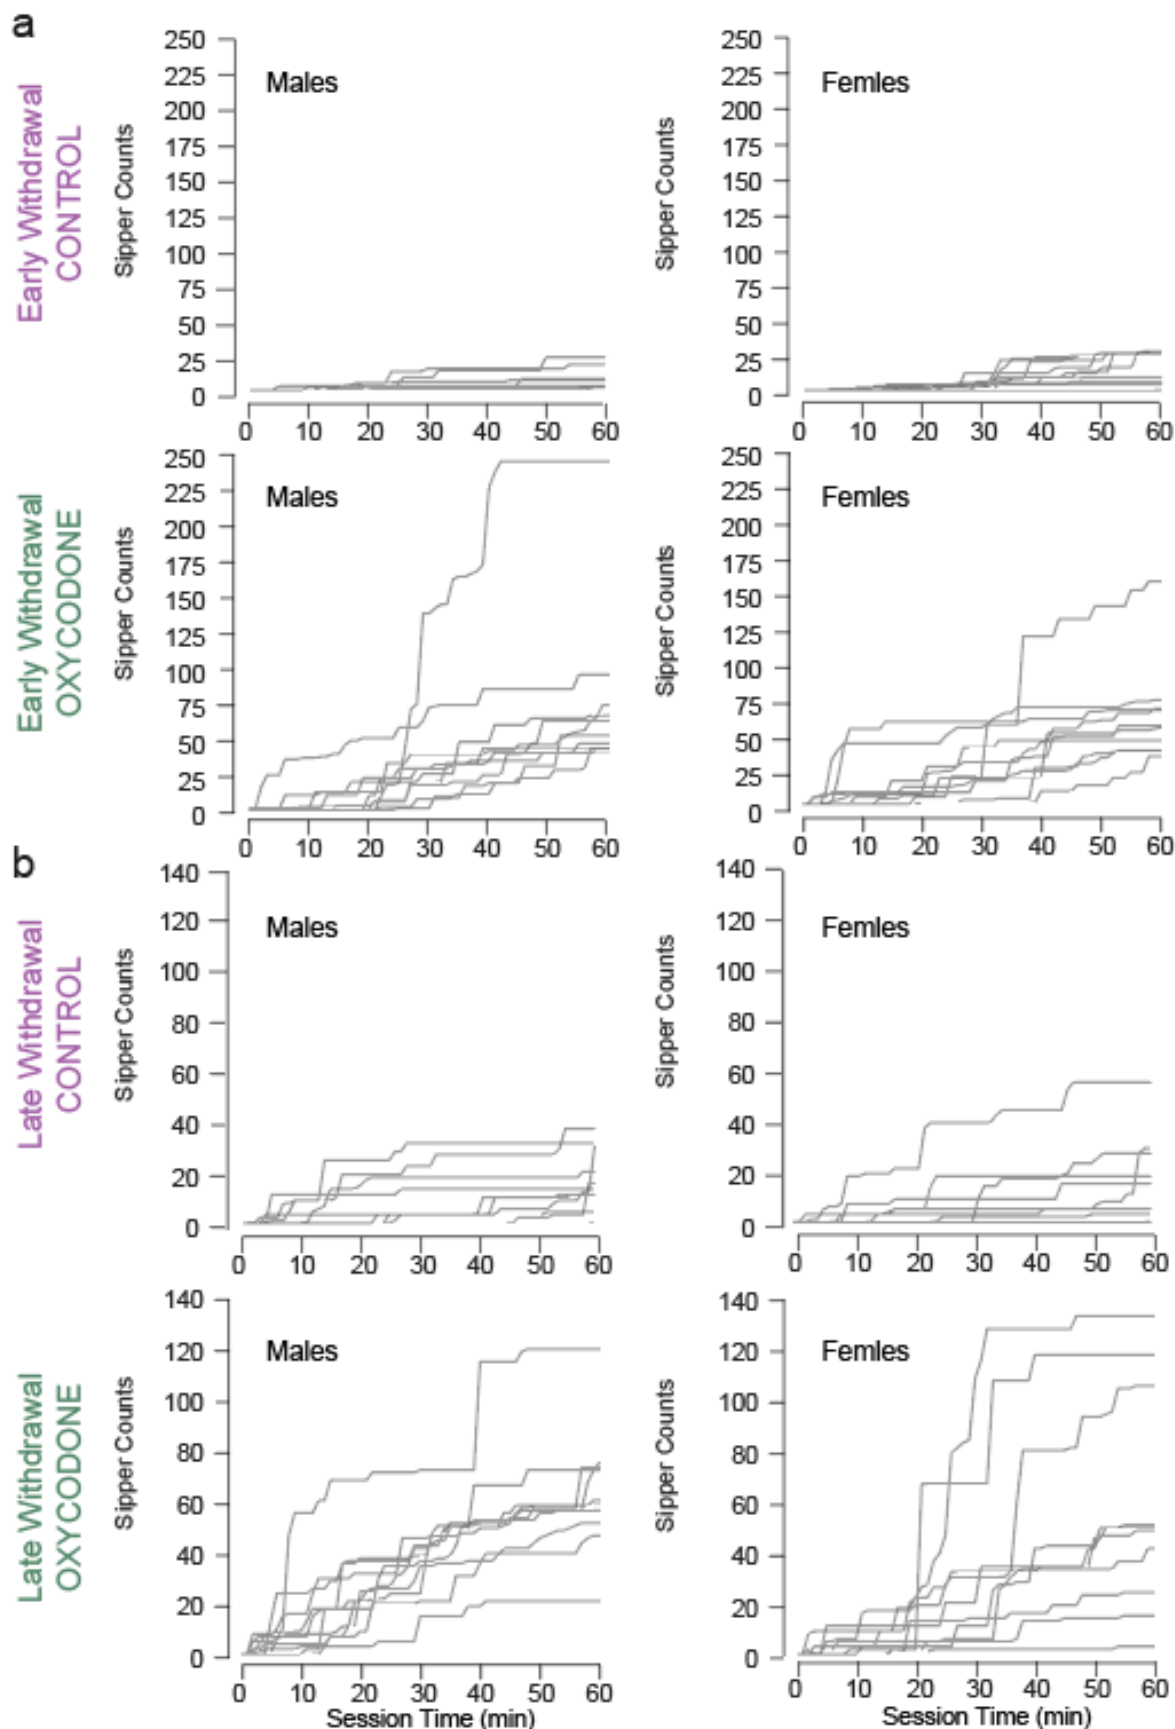 a
Early Withdrawal
CONTROL
Sipper Counts
250
225
200
175
150
125
100
75
50
25
0
Males
0 10 20 30 40 50 60
Sipper Counts
250
225
200
175
150
125
100
75
50
25
0
Femles
0 10 20 30 40 50 60
Early Withdrawal
OXYCODONE
Sipper Counts
250
225
200
175
150
125
100
75
50
25
0
Males
0 10 20 30 40 50 60
Sipper Counts
250
225
200
175
150
125
100
75
50
25
0
Femles
0 10 20 30 40 50 60
b
Late Withdrawal
CONTROL
Sipper Counts
140
120
100
80
60
40
20
0
Males
0 10 20 30 40 50 60
Sipper Counts
140
120
100
80
60
40
20
0
Femles
0 10 20 30 40 50 60
Late Withdrawal
OXYCODONE
Sipper Counts
140
120
100
80
60
40
20
0
Males
0 10 20 30 40 50 60
Session Time (min)
Sipper Counts
140
120
100
80
60
40
20
0
Femles
0 10 20 30 40 50 60
Session Time (min)